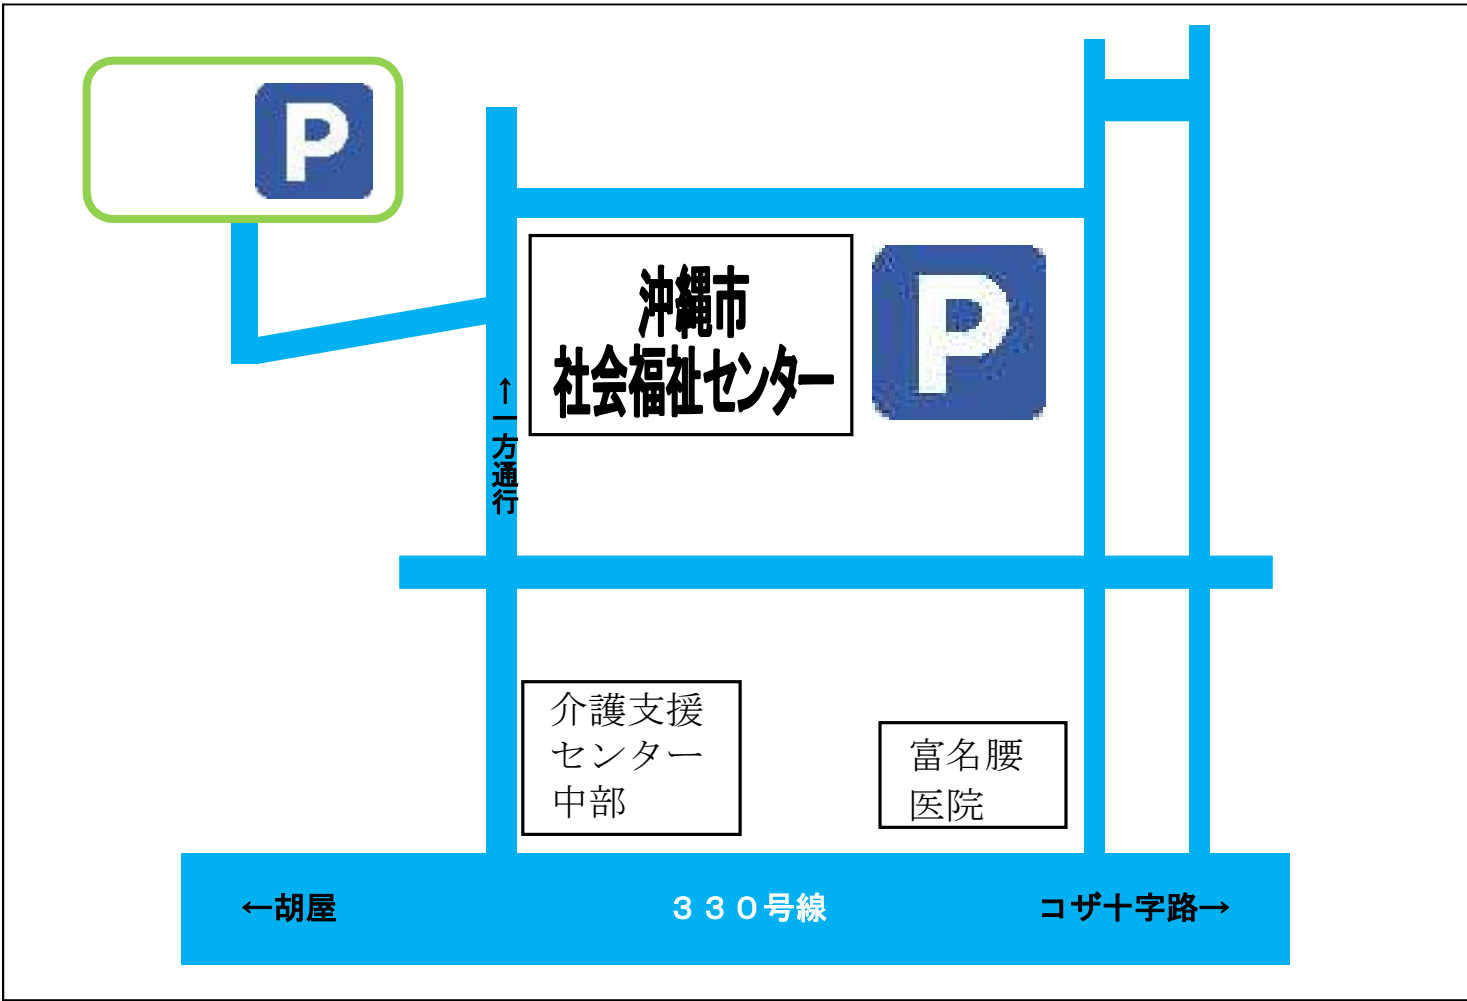 P
沖縄市
社会福祉センター
P
↑一方通行
介護支援
センター
中部
富名腰
医院
←胡屋
３３０号線
コザ十字路→